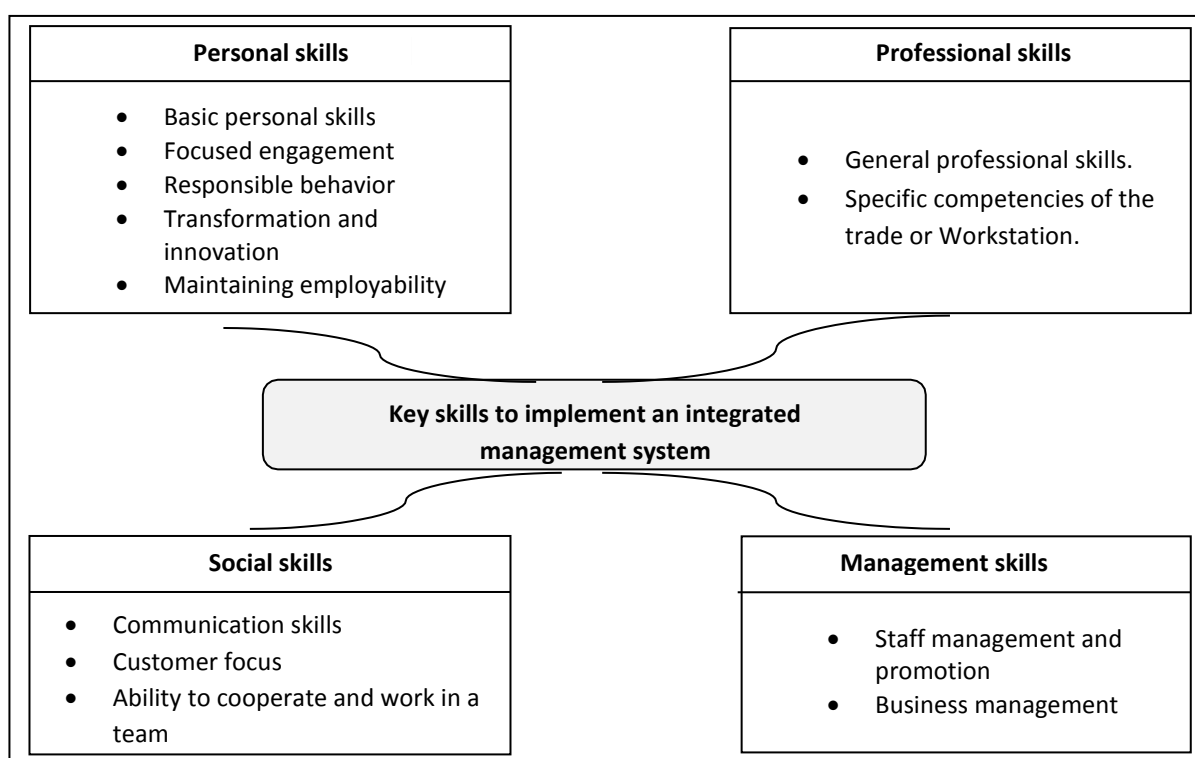 Personal skills
• Basic personal skills
• Focused engagement
• Responsible behavior
• Transformation and
innovation
• Maintaining employability
Professional skills
• General professional skills.
• Specific competencies of the
trade or Workstation.
Key skills to implement an integrated
management system
Social skills
• Communication skills
• Customer focus
• Ability to cooperate and work in a
team
Management skills
• Staff management and
promotion
• Business management